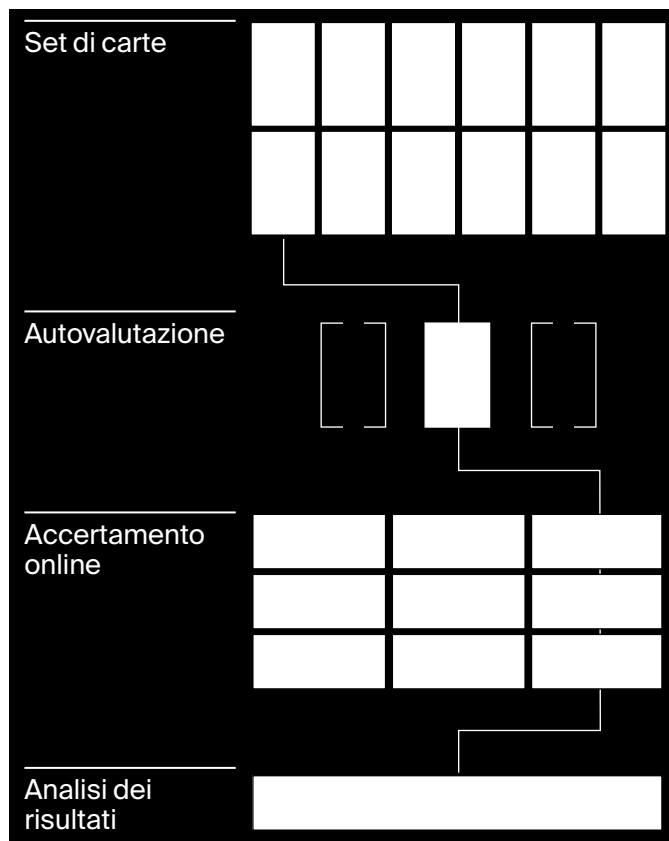 Set di carte
Autovalutazione
Accertamento
online
Analisi dei
risultati